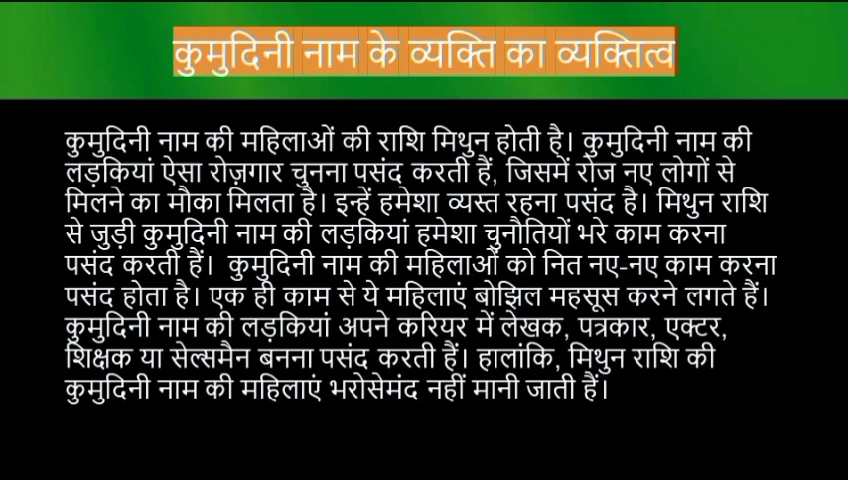 कुमुदिनी नाम के व्यक्ति का व्यक्तित्व
कुमुदिनी नाम की महिलाओं की राशि मिथुन होती है। कुमुदिनी नाम की
लड़कियां ऐसा रोज़गार चुनना पसंद करती हैं, जिसमें रोज नए लोगों से
मिलने का मौका मिलता है। इन्हें हमेशा व्यस्त रहना पसंद है। मिथुन राशि
से जुड़ी कुमुदिनी नाम की लड़कियां हमेशा चुनौतियों भरे काम करना
पसंद करती हैं। कुमुदिनी नाम की महिलाओं को नित नए-नए काम करना
पसंद होता है। एक ही काम से ये महिलाएं बोझिल महसूस करने लगते हैं।
कुमुदिनी नाम की लड़कियां अपने करियर में लेखक, पत्रकार, एक्टर,
शिक्षक या सेल्समैन बनना पसंद करती हैं। हालांकि, मिथुन राशि की
कुमुदिनी नाम की महिलाएं भरोसेमंद नहीं मानी जाती हैं।